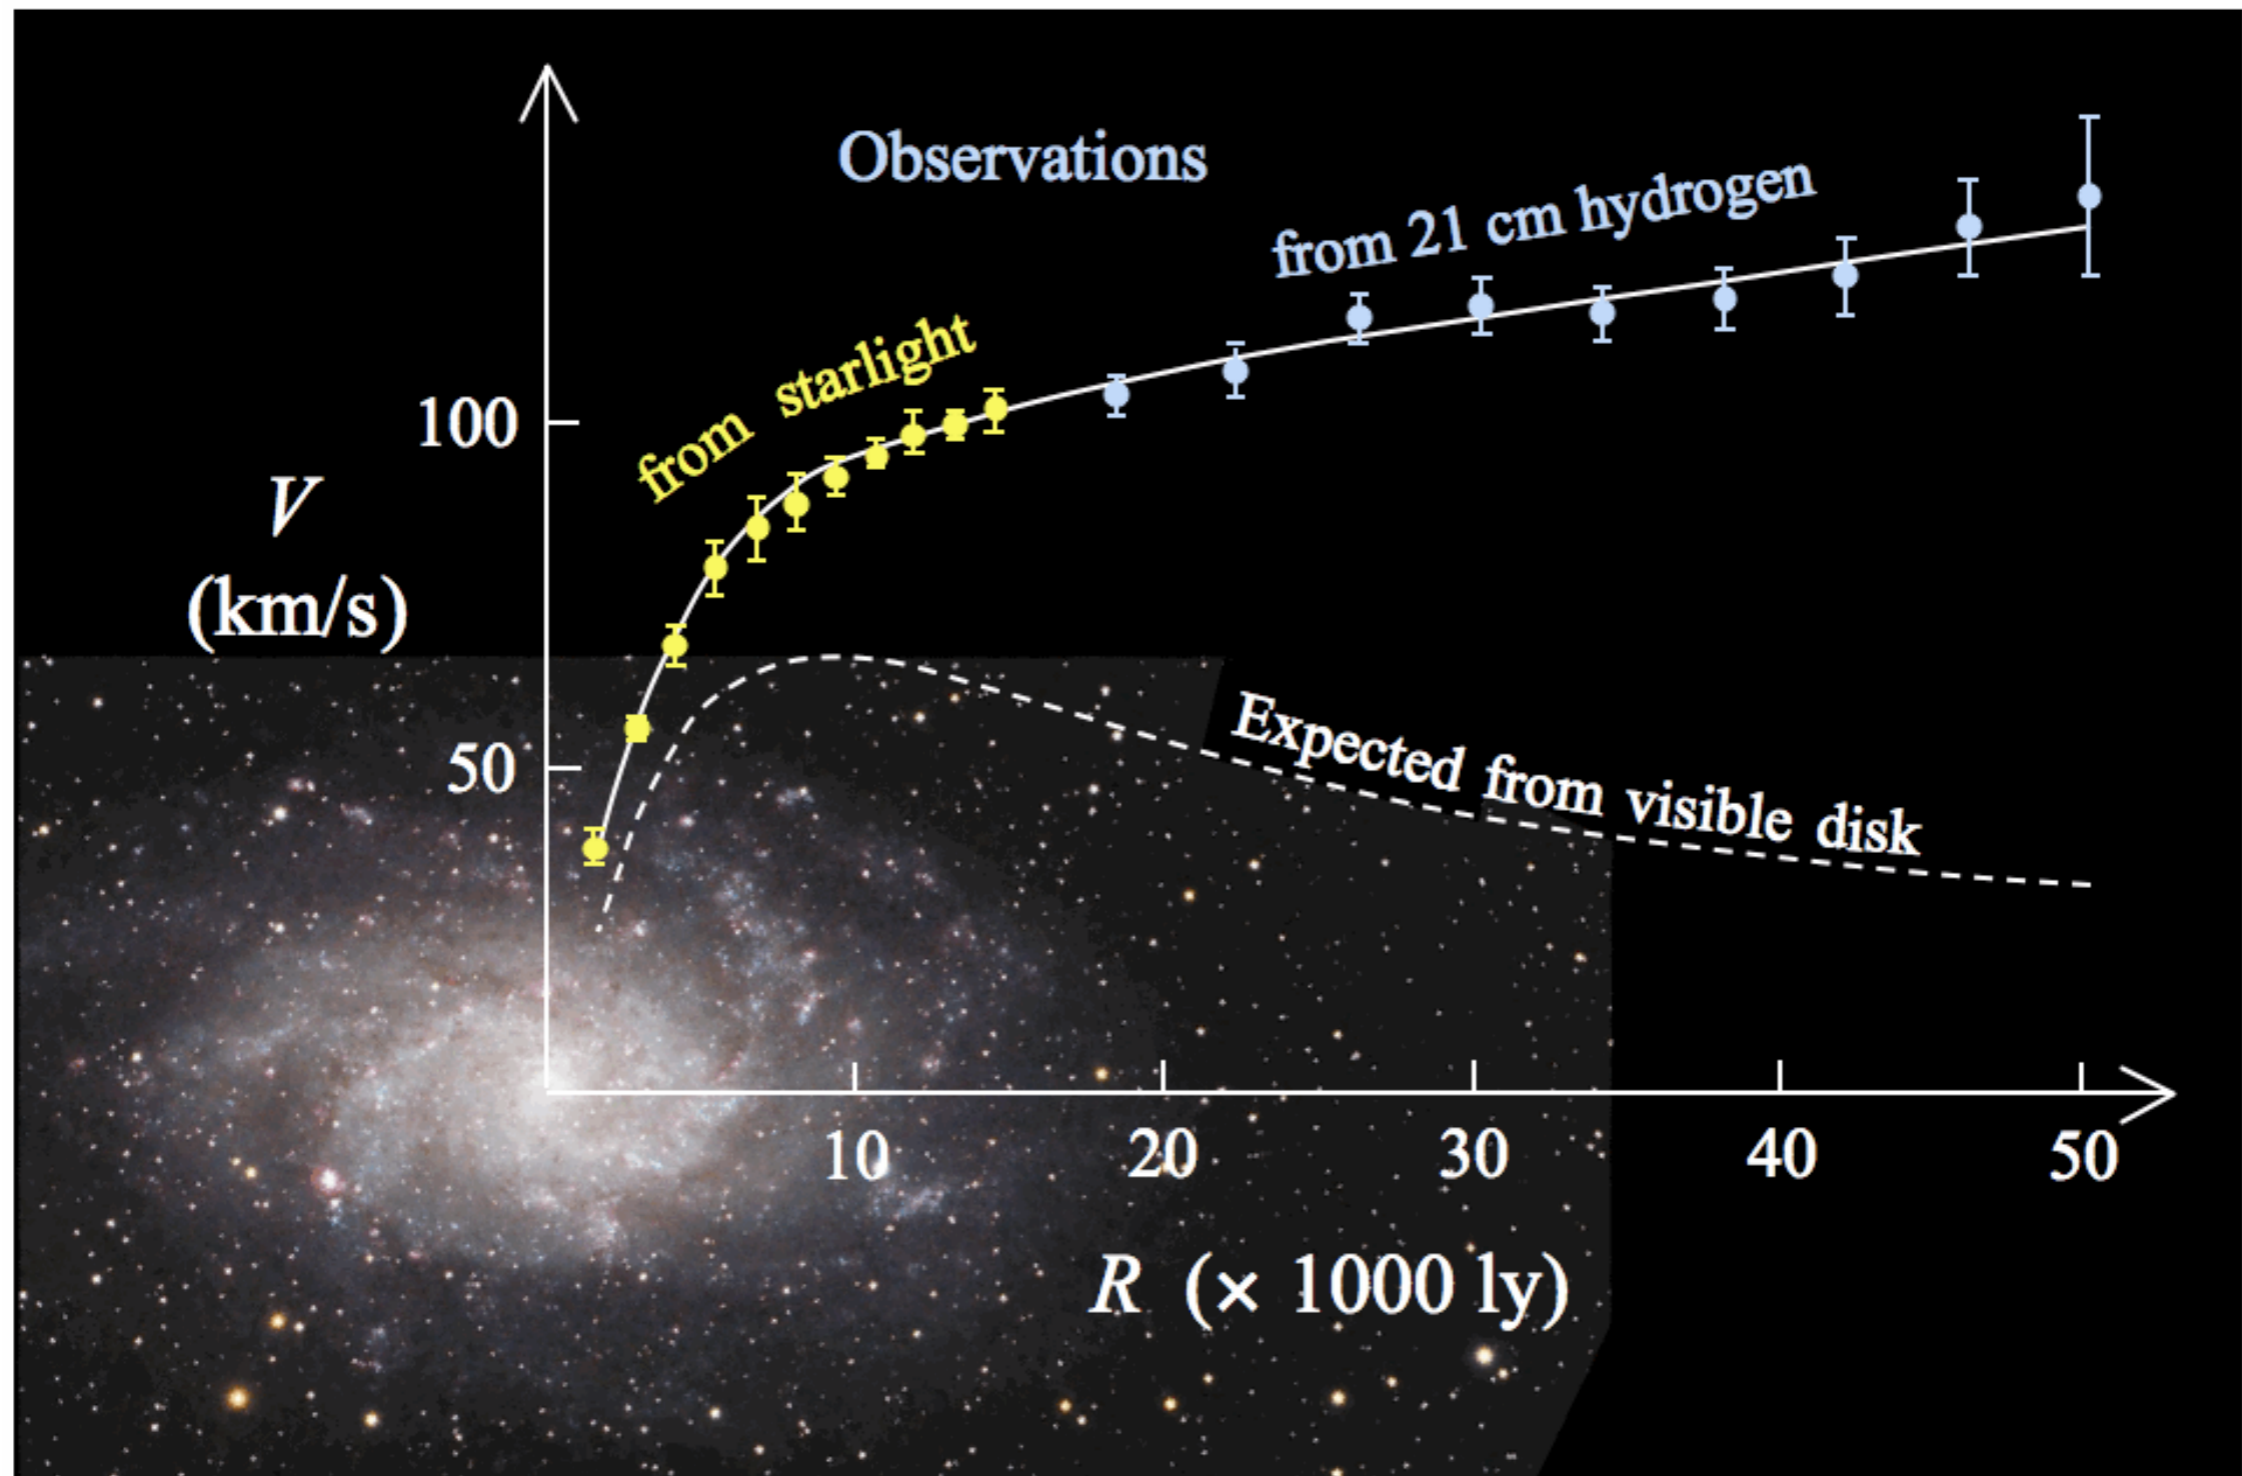 Observations
from 21 cm hydrogen
from starlight
100
V
(km/s)
Expected from visible disk
50
10 20 30 40 50
R (× 1000 ly)